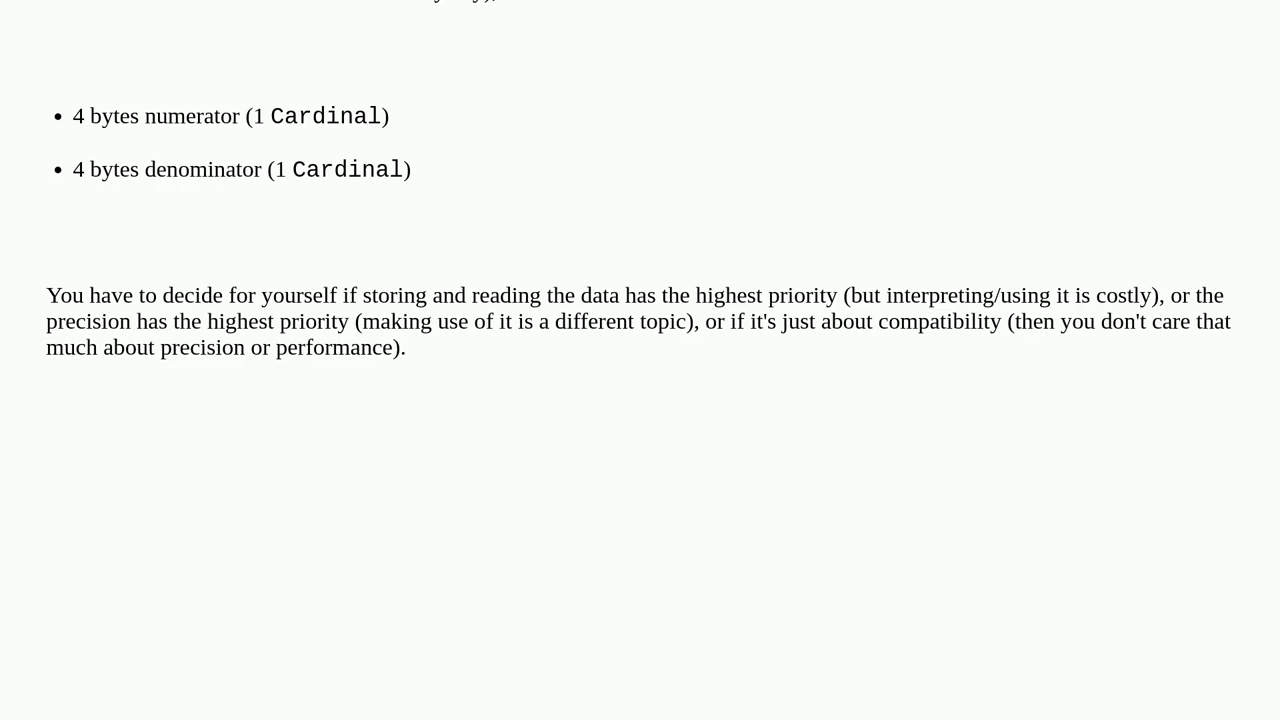 • 4 bytes numerator (1 Cardinal)
• 4 bytes denominator (1 Cardinal)
You have to decide for yourself if storing and reading the data has the highest priority (but interpreting/using it is costly), or the
precision has the highest priority (making use of it is a different topic), or if it's just about compatibility (then you don't care that
much about precision or performance).